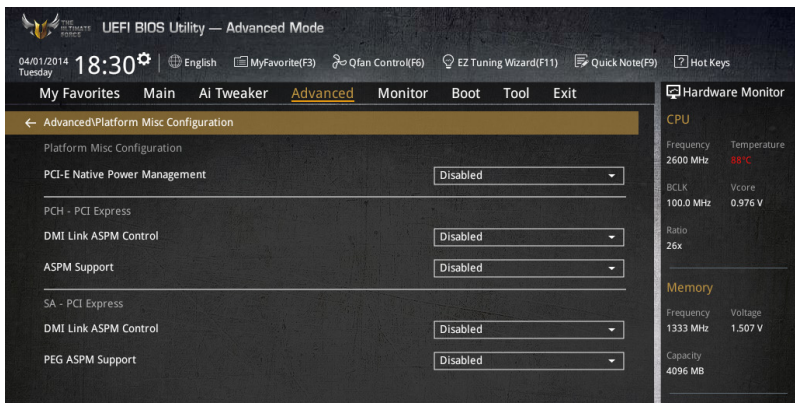 THE ULTIMATE FORCE
UEFI BIOS Utility — Advanced Mode
04/01/2014 Tuesday 18:30 English MyFavorite(F3) Qfan Control(F6) EZ Tuning Wizard(F11) Quick Note(F9) ? Hot Keys
My Favorites Main Ai Tweaker Advanced Monitor Boot Tool Exit
Hardware Monitor
← Advanced\Platform Misc Configuration
Platform Misc Configuration
PCI-E Native Power Management Disabled
PCH - PCI Express
DMI Link ASPM Control Disabled
ASPM Support Disabled
SA - PCI Express
DMI Link ASPM Control Disabled
PEG ASPM Support Disabled
CPU
Frequency Temperature
2600 MHz 88°C
BCLK Vcore
100.0 MHz 0.976 V
Ratio
26x
Memory
Frequency Voltage
1333 MHz 1.507 V
Capacity
4096 MB